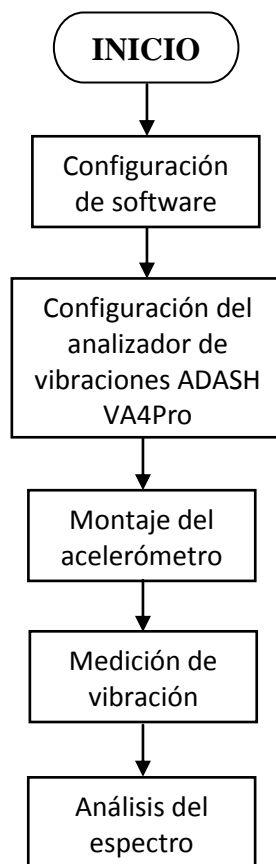 INICIO
Configuración
de software
Configuración del
analizador de
vibraciones ADASH
VA4Pro
Montaje del
acelerómetro
Medición de
vibración
Análisis del
espectro